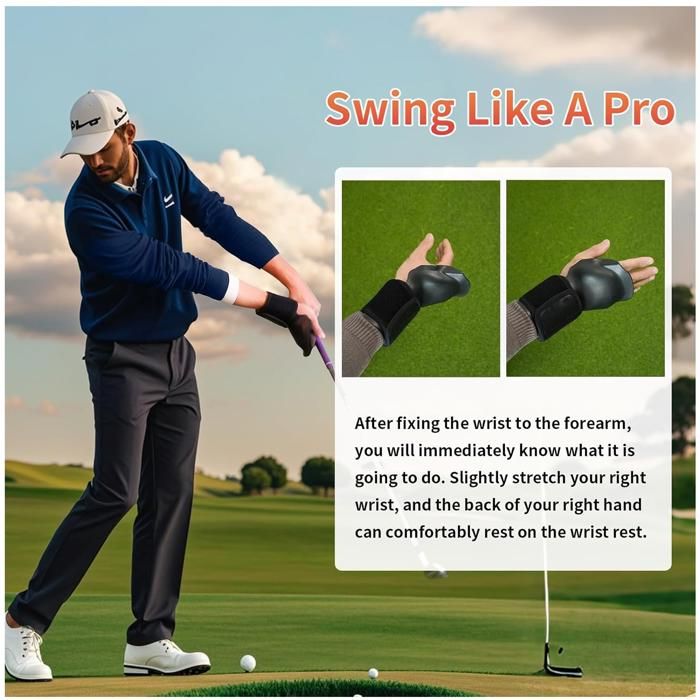 Swing Like A Pro
After fixing the wrist to the forearm,
you will immediately know what it is
going to do. Slightly stretch your right
wrist, and the back of your right hand
can comfortably rest on the wrist rest.